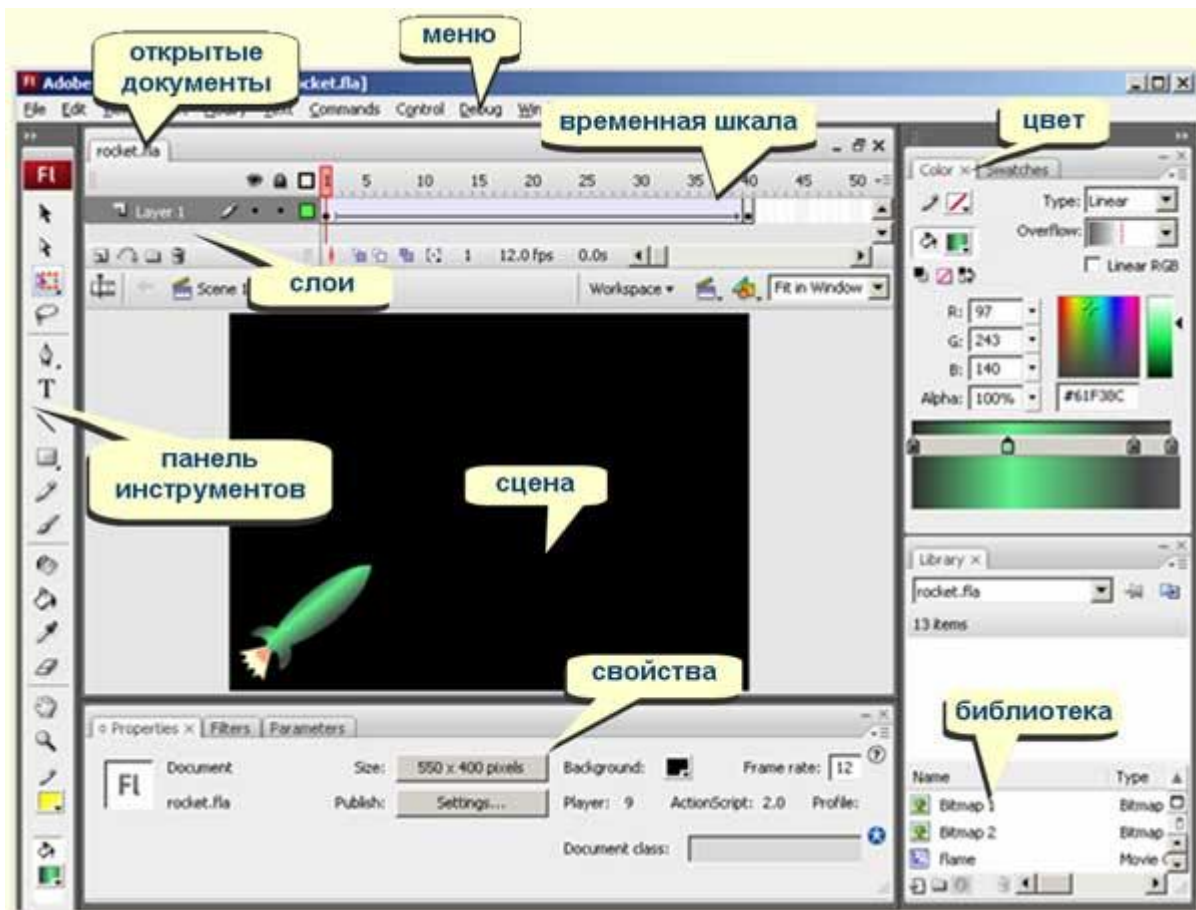 меню
открытые
документы
Adobe
rocket.fla]
File Edit
Commands Control Debug
временная шкала
цвет
rocket.fla
Color × Swatches
Fl
1 5 10 15 20 25 30 35 40 45 50
Type: Linear
Layer 1
Overflow:
1 12.0 fps 0.0s
Linear RGB
слои
Scene 1
Workspace
Fit in Window
R: 97
G: 243
B: 140
Alpha: 100%
#61F38C
T
панель
инструментов
сцена
Library ×
rocket.fla
13 items
свойства
библиотека
Properties × Filters Parameters
Fl
Document Size: 550 x 400 pixels Background: Frame rate: 12
rocket.fla Publish: Settings... Player: 9 ActionScript: 2.0 Profile:
Document class:
Name Type
Bitmap 1 Bitmap
Bitmap 2 Bitmap
flame Movie